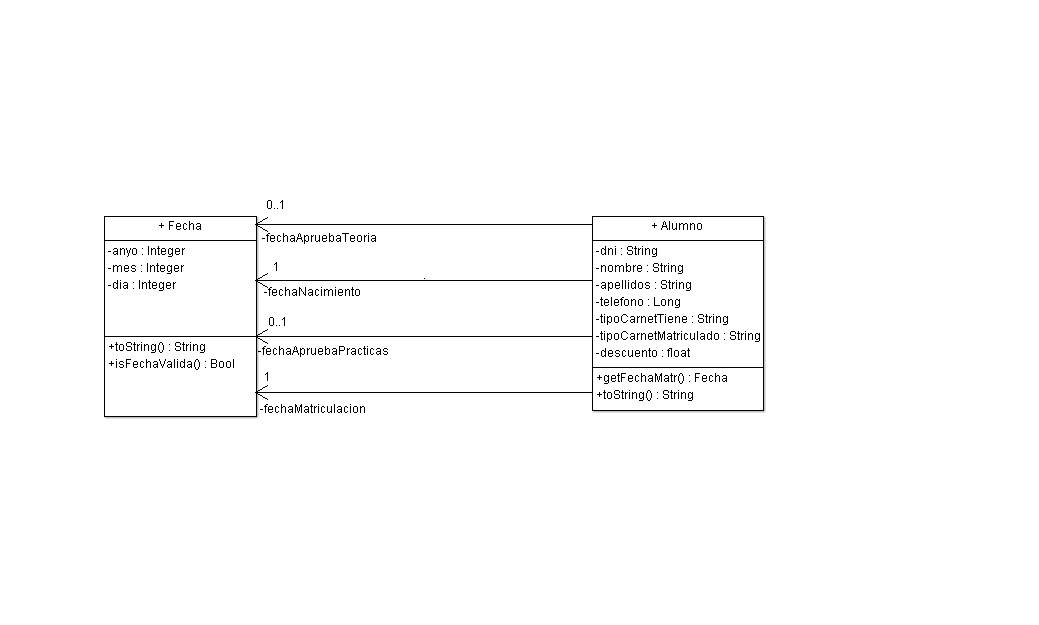 0..1
+ Fecha
-anyo : Integer
-mes : Integer
-dia : Integer
+toString() : String
+isFechaValida() : Bool
-fechaApruebaTeoria
1
-fechaNacimiento
0..1
-fechaApruebaPracticas
1
-fechaMatriculacion
+ Alumno
-dni : String
-nombre : String
-apellidos : String
-telefono : Long
-tipoCarnetTiene : String
-tipoCarnetMatriculado : String
-descuento : float
+getFechaMatr() : Fecha
+toString() : String